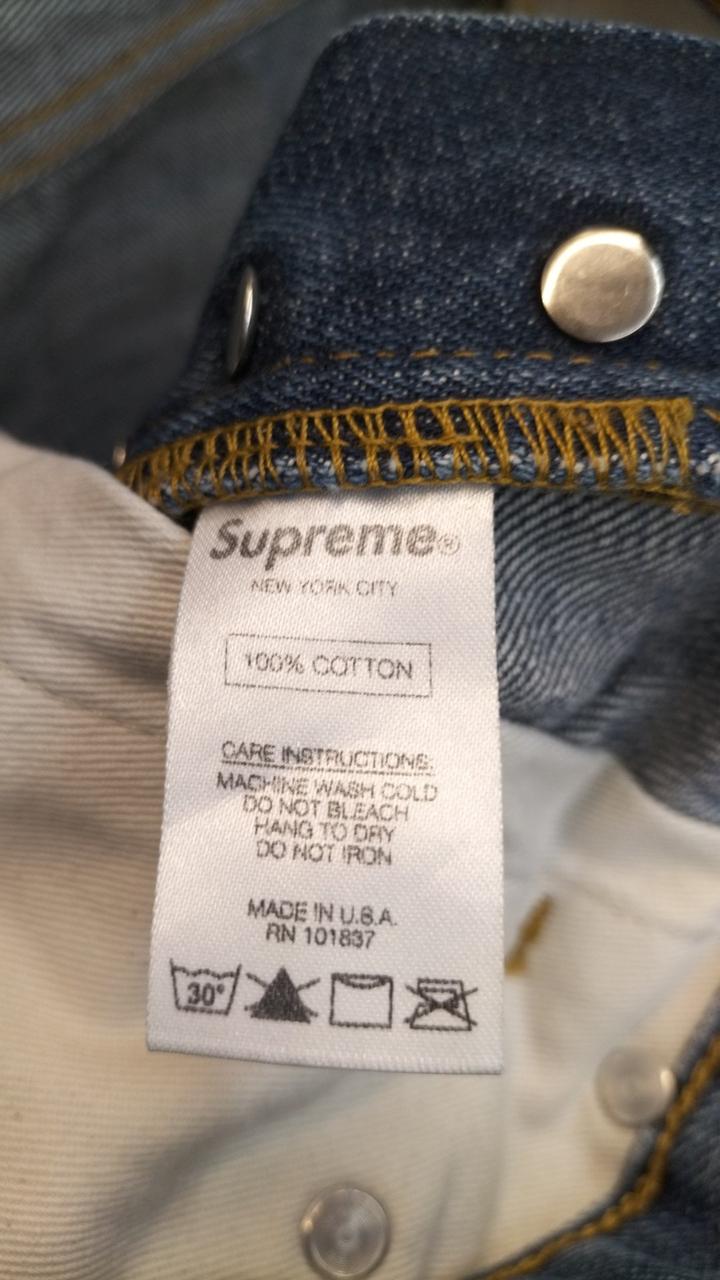 Supreme®
NEW YORK CITY
100% COTTON
CARE INSTRUCTIONS:
MACHINE WASH COLD
DO NOT BLEACH
HANG TO DRY
DO NOT IRON
MADE IN U.S.A.
RN 101837
30°